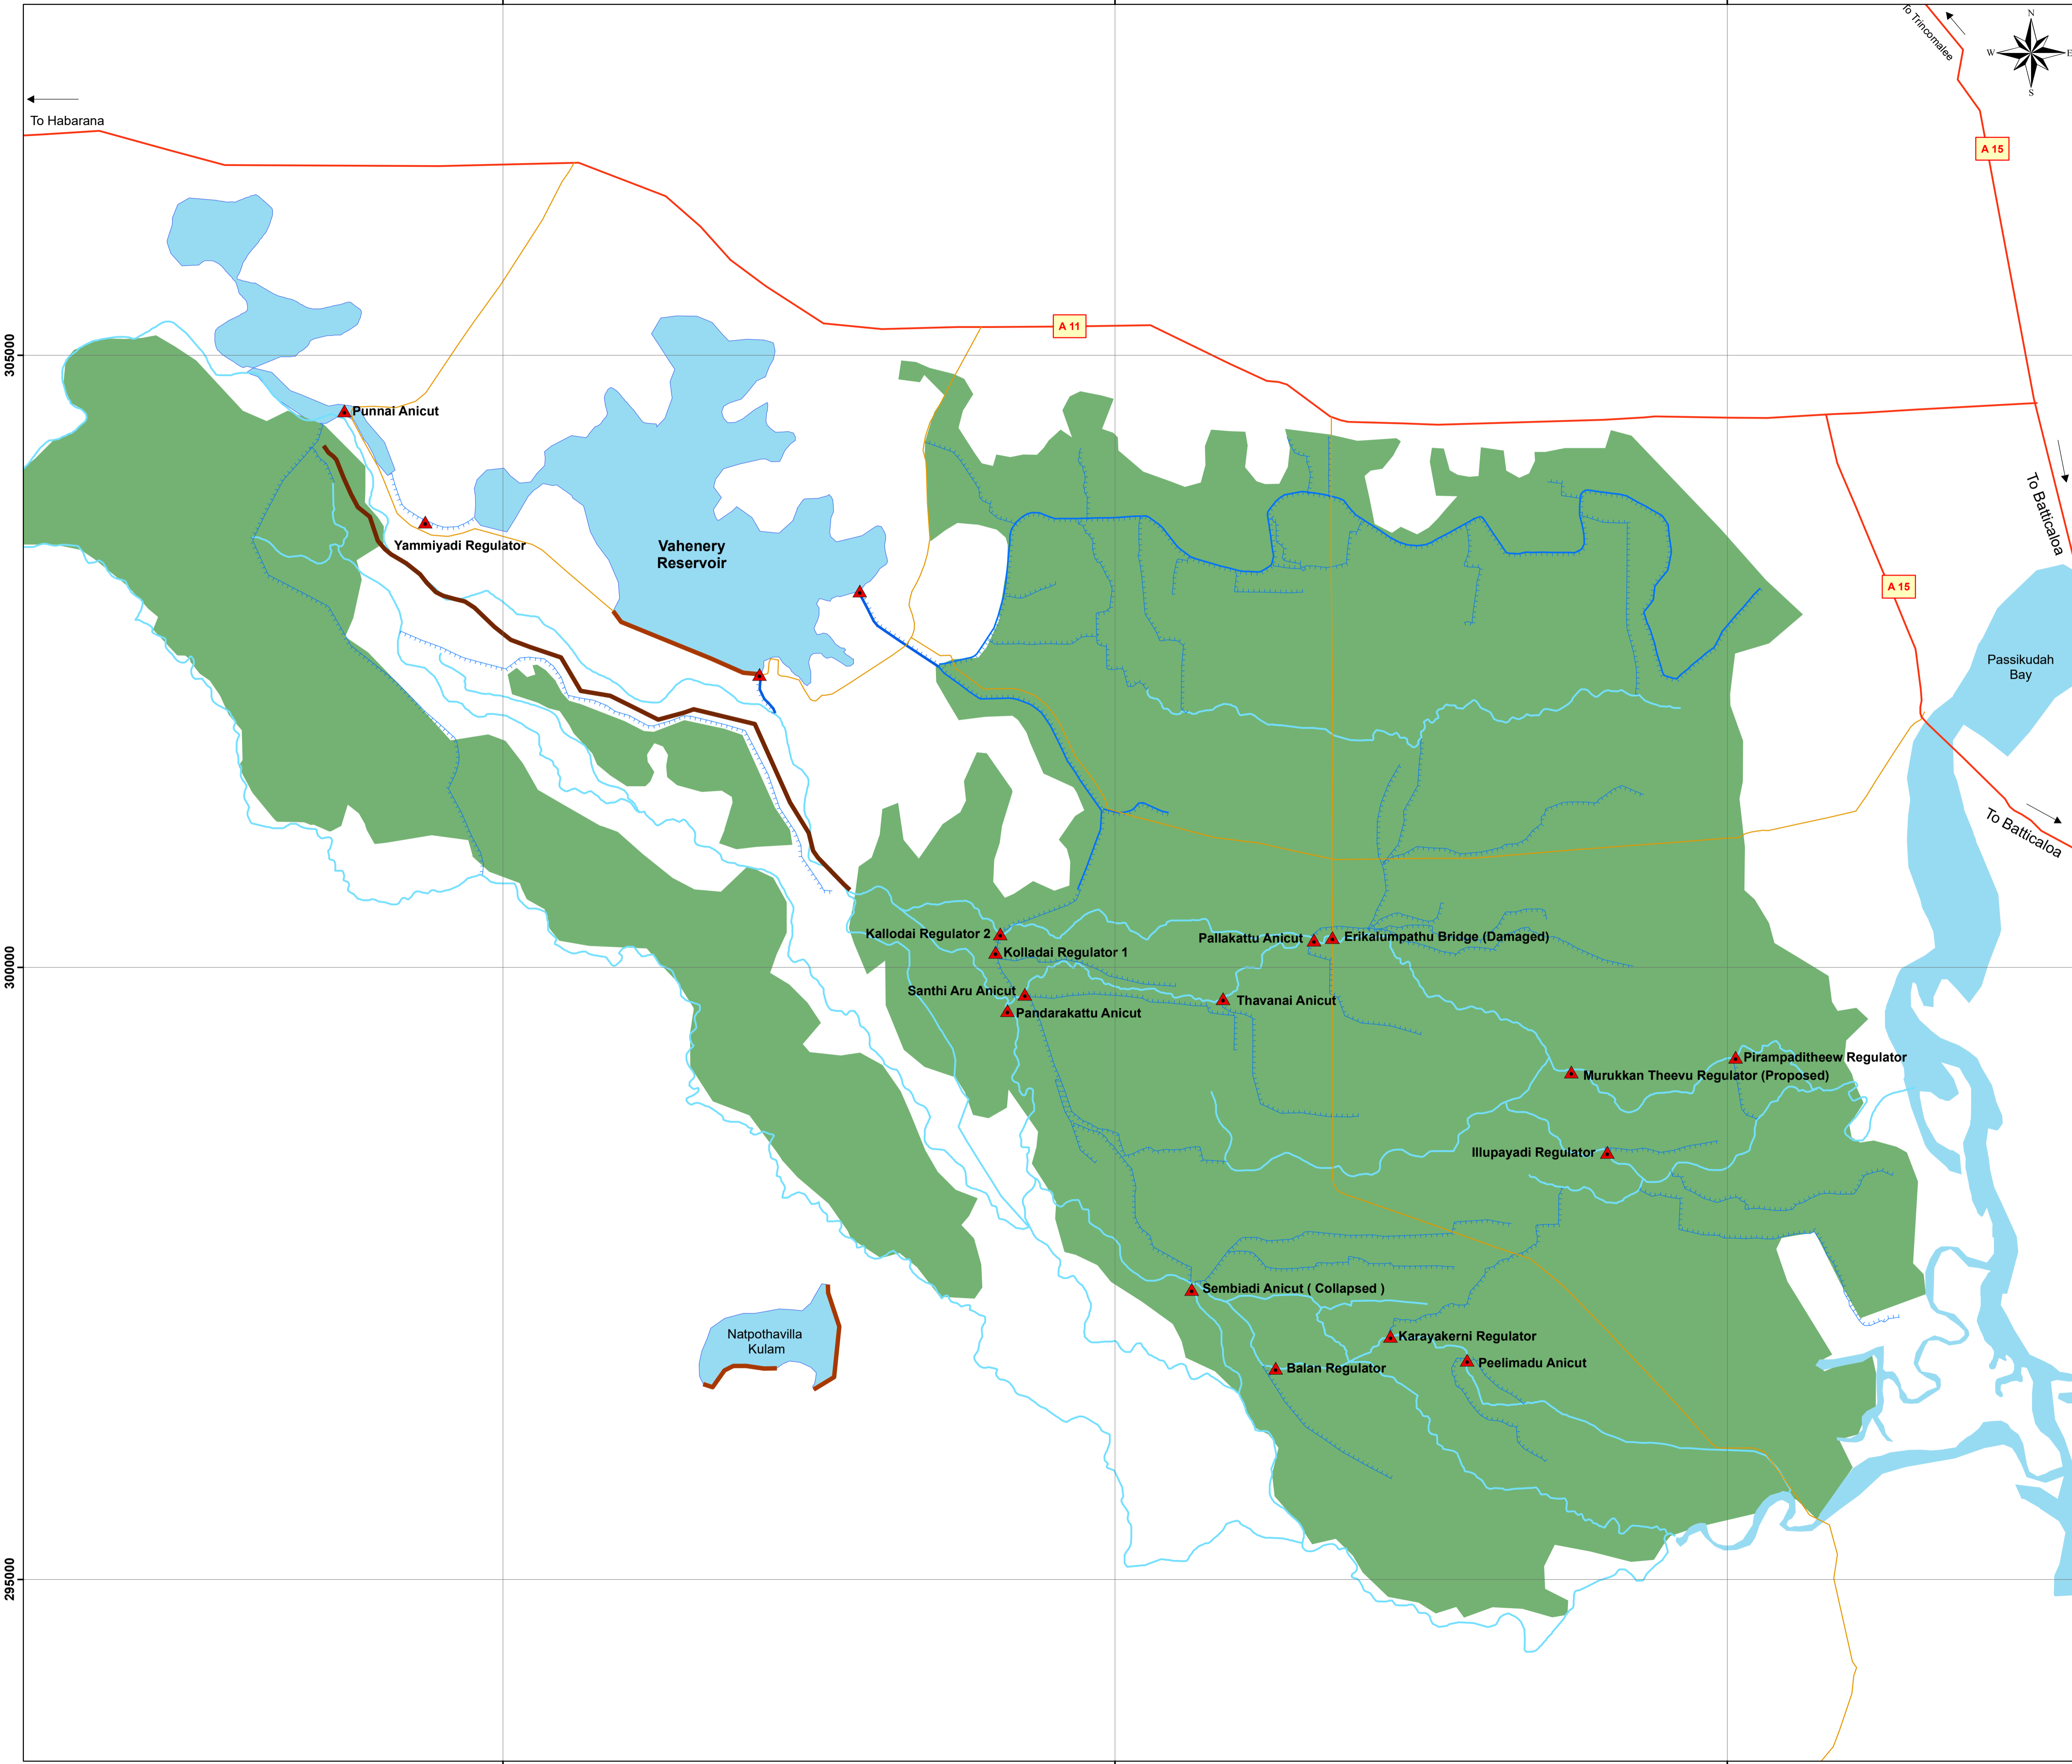 To Trincomalee
N
W
E
S
To Habarana
A 15
A 11
305000
Punnai Anicut
Yammiyadi Regulator
Vahenery
Reservoir
To Batticaloa
A 15
Passikudah
Bay
To Batticaloa
Kallodai Regulator 2
Pallakattu Anicut
Erikalumpathu Bridge (Damaged)
Kolladai Regulator 1
300000
Santhi Aru Anicut
Thavanai Anicut
Pandarakattu Anicut
Pirampaditheew Regulator
Murukkan Theevu Regulator (Proposed)
Illupayadi Regulator
Sembiadi Anicut ( Collapsed )
Natpothavilla
Kulam
Karayakerni Regulator
Peelimadu Anicut
Balan Regulator
295000